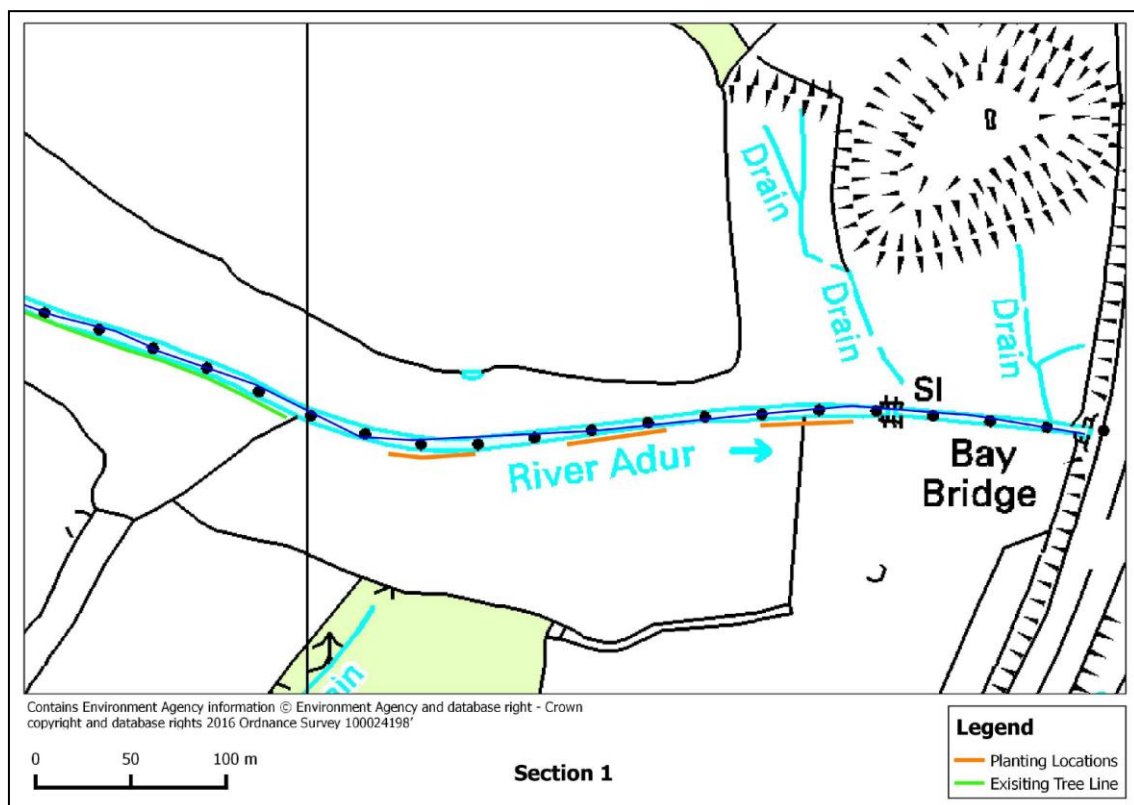 Drain
Drain
Drain
SI
River Adur
Bay
Bridge
ain
Contains Environment Agency information © Environment Agency and database right - Crown
copyright and database rights 2016 Ordnance Survey 100024198'
0 50 100 m
Section 1
Legend
Planting Locations
Exisiting Tree Line